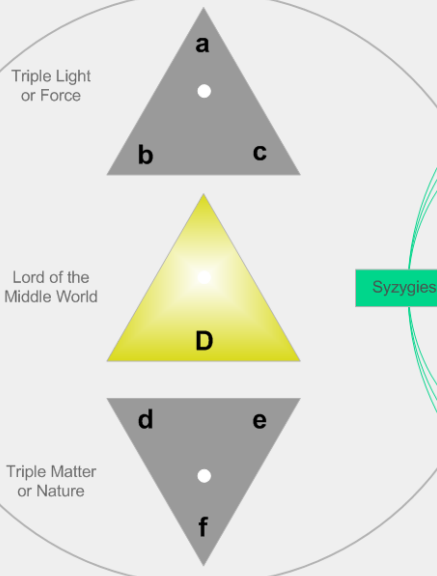 a
Triple Light
or Force
b
c
Lord of the
Middle World
Syzygies
D
d
e
Triple Matter
or Nature
f